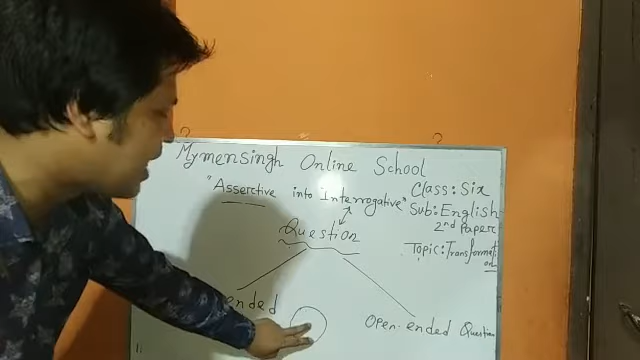 Mymensingh Online School
"Assertive into Interrogative"
Class: Six
Sub: English
2nd Paper
Topic: Transformation
Question
ended
Open-ended Question